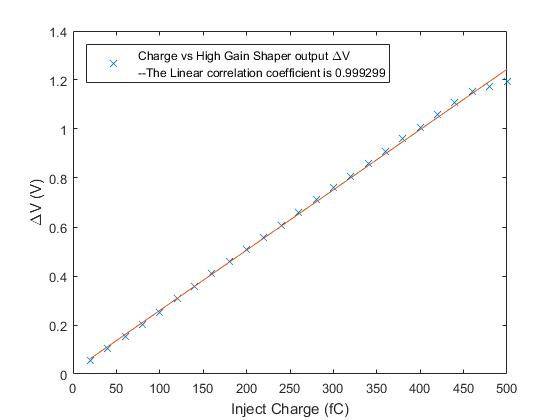 1.4
1.2
1
0.8
0.6
0.4
0.2
0
ΔV (V)
Charge vs High Gain Shaper output ΔV
--The Linear correlation coefficient is 0.999299
0 50 100 150 200 250 300 350 400 450 500
Inject Charge (fC)